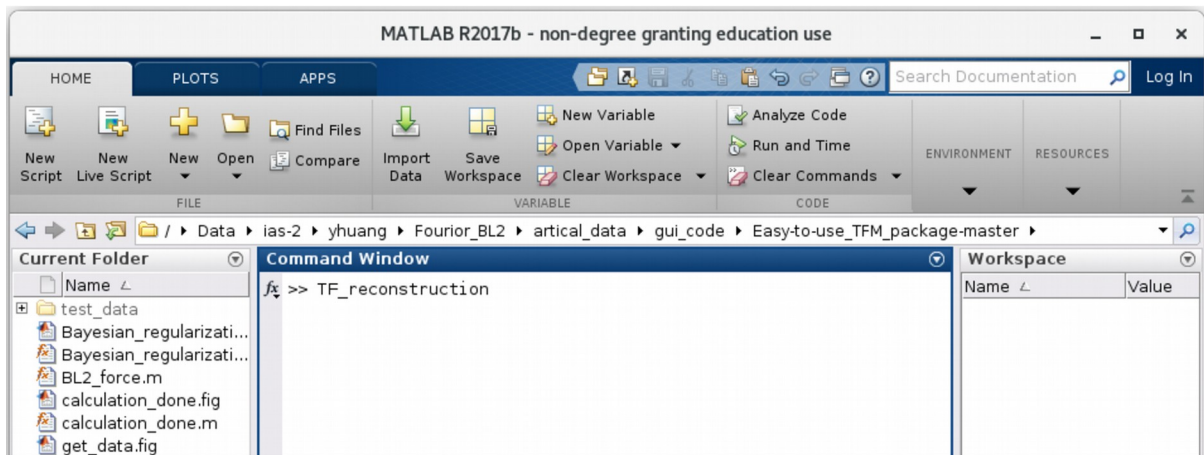 MATLAB R2017b - non-degree granting education use
HOME PLOTS APPS Search Documentation Log In
New Script
New Live Script
New
Open
Find Files
Compare
Import Data
Save Workspace
New Variable
Open Variable
Clear Workspace
Analyze Code
Run and Time
Clear Commands
ENVIRONMENT
RESOURCES
FILE VARIABLE CODE
/ Data ias-2 yhuang Fourior_BL2 artical_data gui_code Easy-to-use_TFM_package-master
Current Folder
Name
test_data
Bayesian_regularizati...
Bayesian_regularizati...
BL2_force.m
calculation_done.fig
calculation_done.m
get_data.fig
Command Window
fx >> TF_reconstruction
Workspace
Name Value